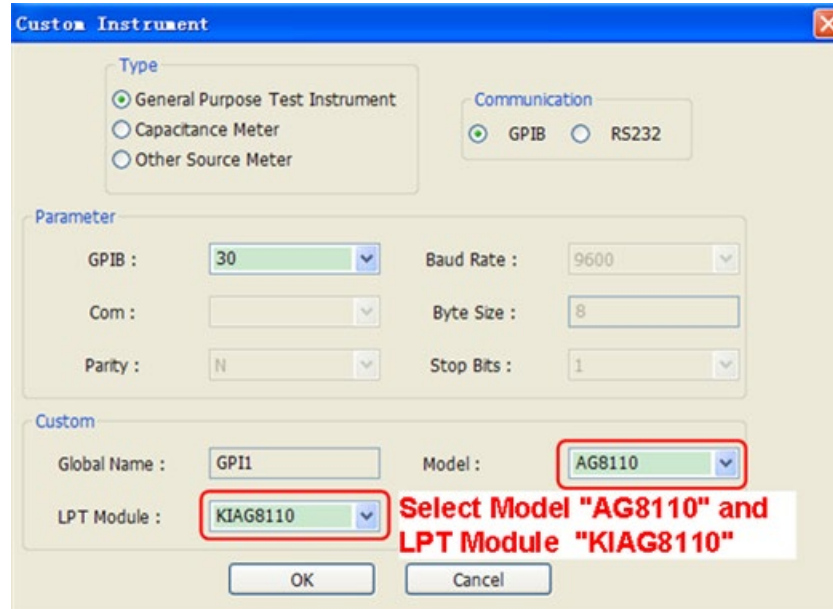 Custom Instrument
Type
General Purpose Test Instrument
Capacitance Meter
Other Source Meter
Communication
GPIB RS232
Parameter
GPIB : 30 Baud Rate : 9600
Com : Byte Size : 8
Parity : N Stop Bits : 1
Custom
Global Name : GPI1 Model : AG8110
LPT Module : KIAG8110
Select Model "AG8110" and
LPT Module "KIAG8110"
OK Cancel